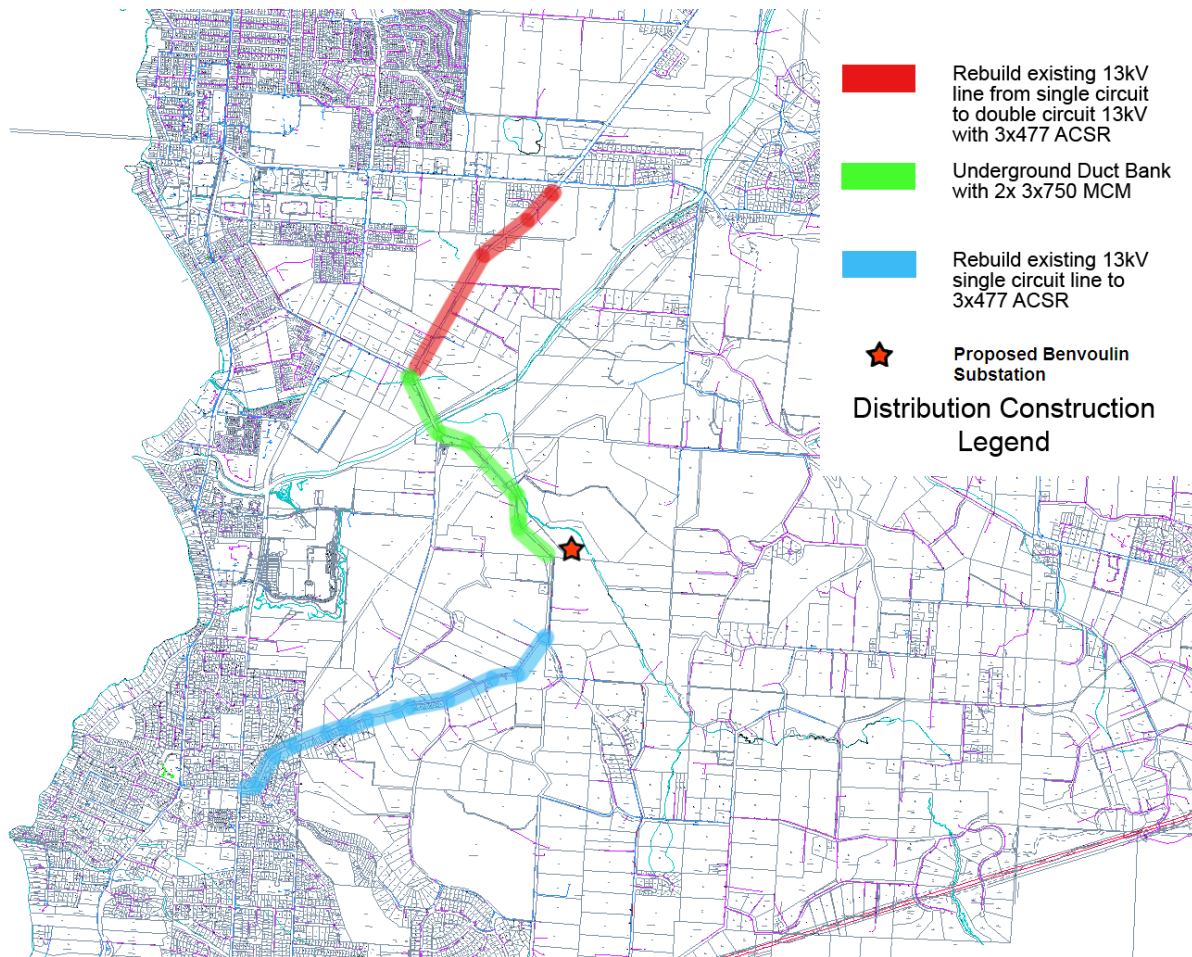 Rebuild existing 13kV
line from single circuit
to double circuit 13kV
with 3x477 ACSR
Underground Duct Bank
with 2x 3x750 MCM
Rebuild existing 13kV
single circuit line to
3x477 ACSR
Proposed Benvoulin
Substation
Distribution Construction
Legend